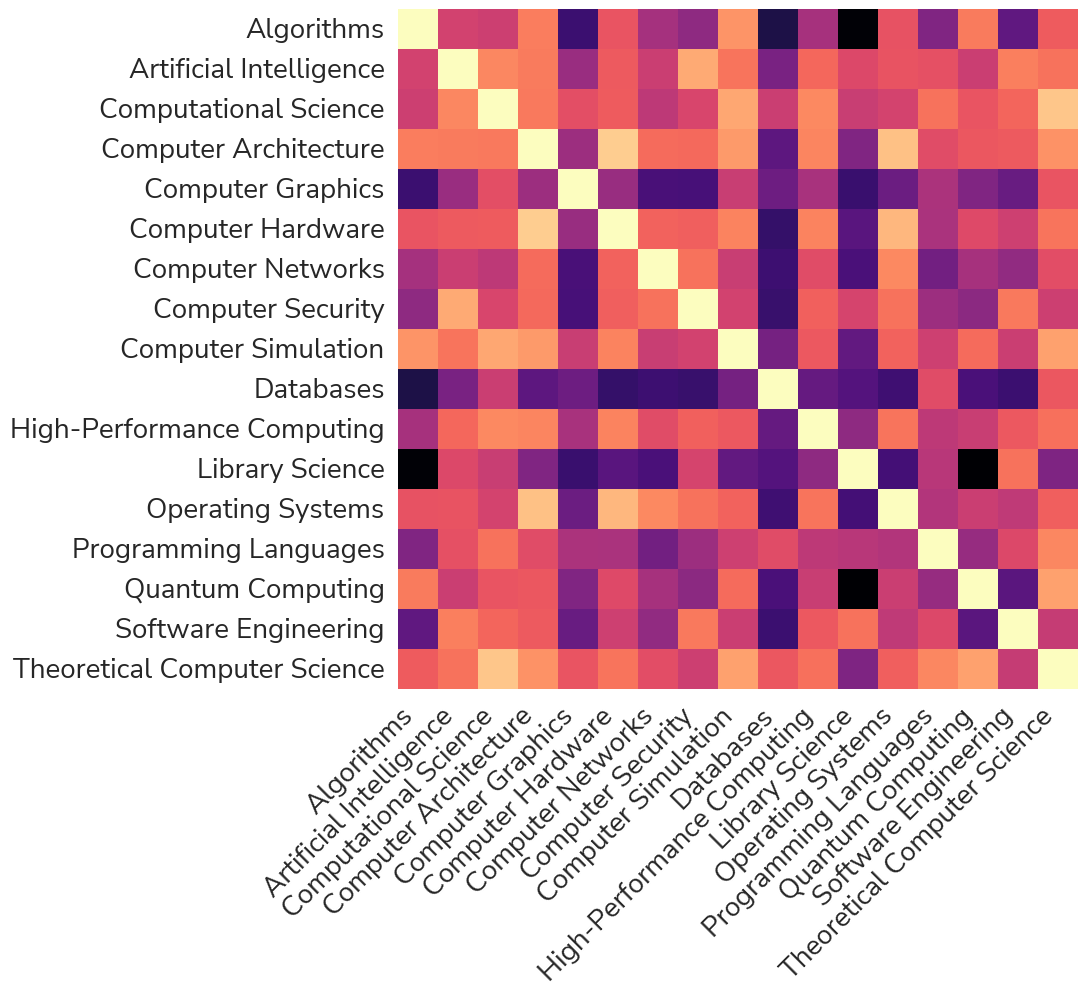 Algorithms
Artificial Intelligence
Computational Science
Computer Architecture
Computer Graphics
Computer Hardware
Computer Networks
Computer Security
Computer Simulation
Databases
High-Performance Computing
Library Science
Operating Systems
Programming Languages
Quantum Computing
Software Engineering
Theoretical Computer Science
Algorithms
Artificial Intelligence
Computational Science
Computer Architecture
Computer Graphics
Computer Hardware
Computer Networks
Computer Security
Computer Simulation
Databases
High-Performance Computing
Library Science
Operating Systems
Programming Languages
Quantum Computing
Software Engineering
Theoretical Computer Science